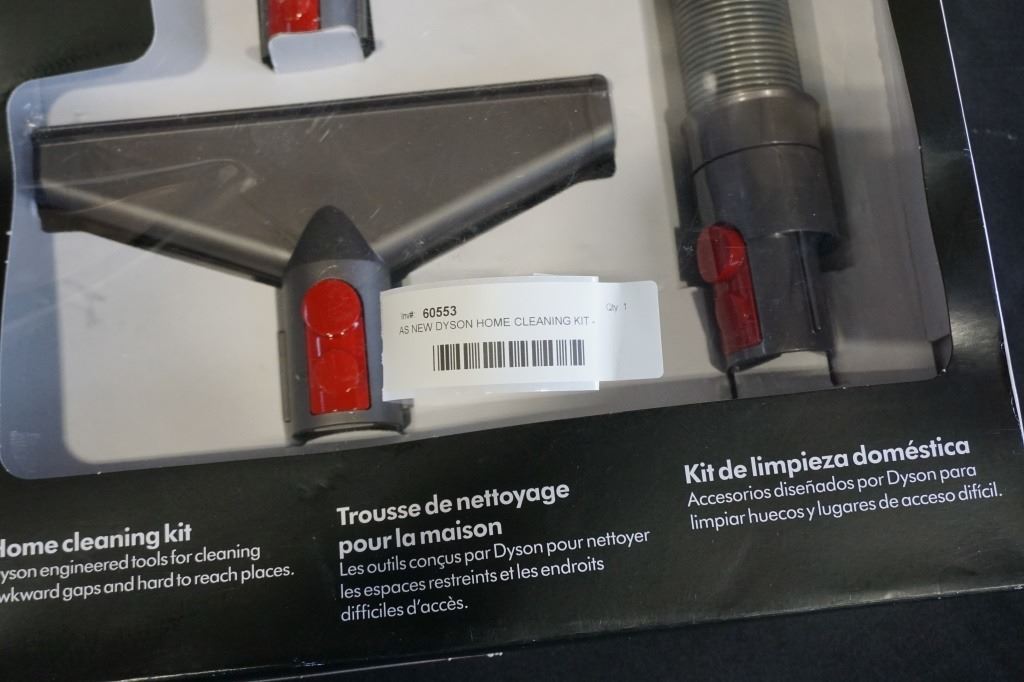 Inv#: 60553
Qty: 1
AS NEW DYSON HOME CLEANING KIT -
Home cleaning kit
yson engineered tools for cleaning
wkward gaps and hard to reach places.
Trousse de nettoyage
pour la maison
Les outils conçus par Dyson pour nettoyer
les espaces restreints et les endroits
difficiles d'accès.
Kit de limpieza doméstica
Accesorios diseñados por Dyson para
limpiar huecos y lugares de acceso difícil.